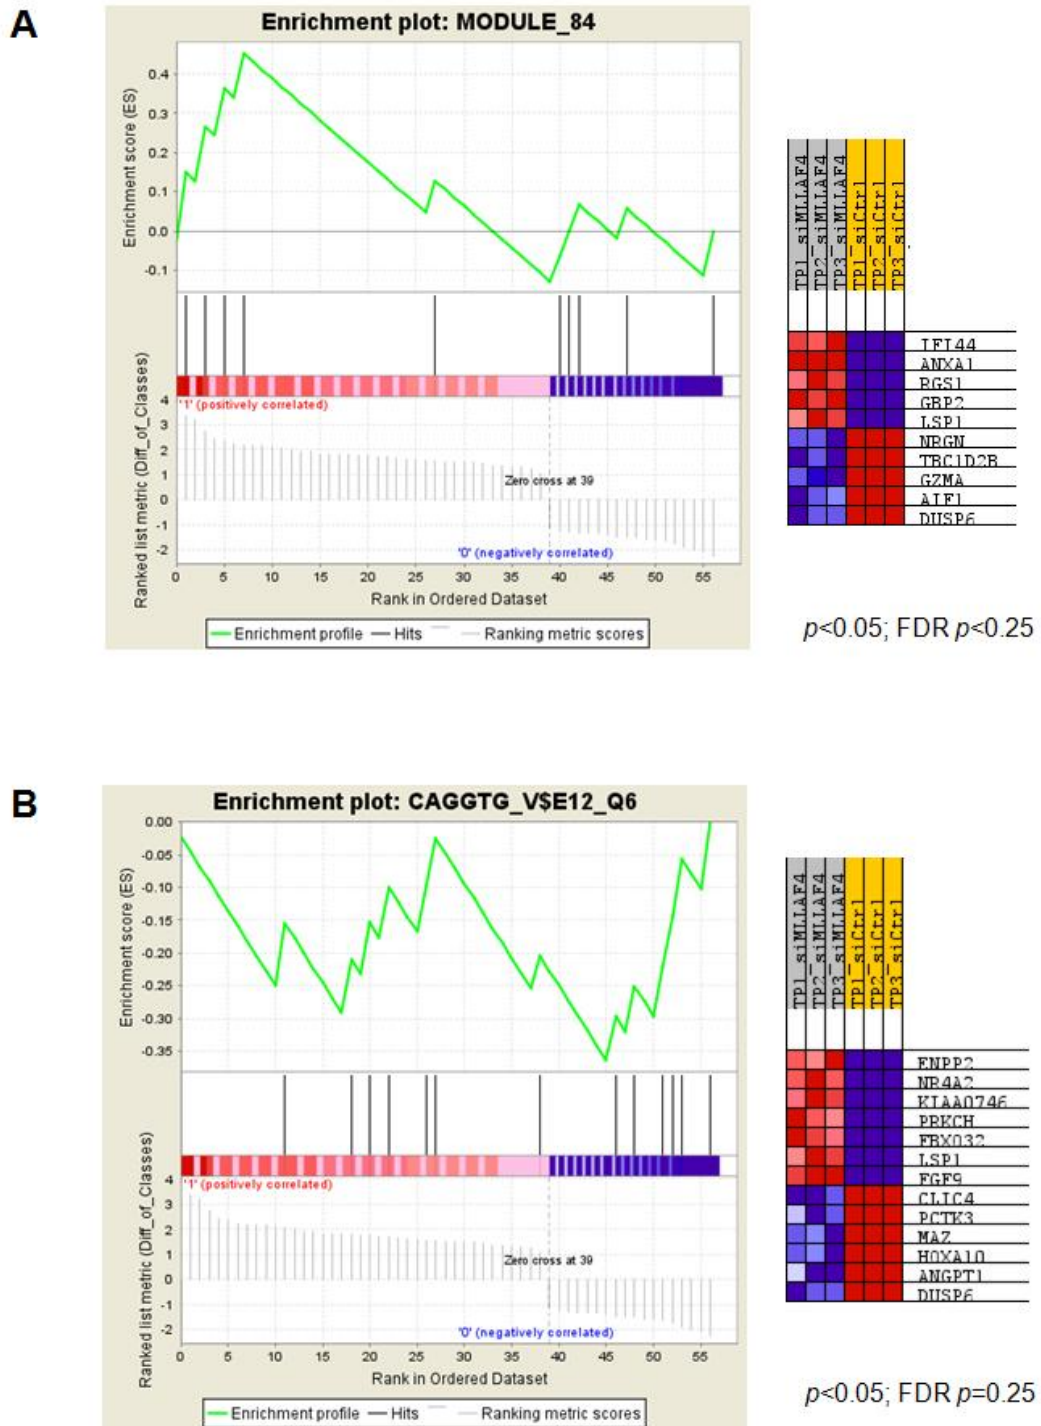 A
Enrichment plot: MODULE_84
Enrichment score (ES)
0.4
0.3
0.2
0.1
0.0
-0.1
Ranked list metric (Diff_of_Classes)
4
3
2
1
0
-1
-2
'1' (positively correlated)
Zero cross at 39
'0' (negatively correlated)
0 5 10 15 20 25 30 35 40 45 50 55
Rank in Ordered Dataset
Enrichment profile Hits Ranking metric scores
TP1_siMLLAF4
TP2_siMLLAF4
TP3_siMLLAF4
TP1_siCtrl
TP2_siCtrl
TP3_siCtrl
IFI44
ANXA1
RGS1
GBP2
LSP1
NRGN
TBC1D2B
GZMA
AIF1
DUSP6
p<0.05; FDR p<0.25
B
Enrichment plot: CAGGTG_V$E12_Q6
Enrichment score (ES)
0.00
-0.05
-0.10
-0.15
-0.20
-0.25
-0.30
-0.35
Ranked list metric (Diff_of_Classes)
4
3
2
1
0
-1
-2
'1' (positively correlated)
Zero cross at 39
'0' (negatively correlated)
0 5 10 15 20 25 30 35 40 45 50 55
Rank in Ordered Dataset
Enrichment profile Hits Ranking metric scores
TP1_siMLLAF4
TP2_siMLLAF4
TP3_siMLLAF4
TP1_siCtrl
TP2_siCtrl
TP3_siCtrl
ENPP2
NR4A2
KIAA0746
PRKCH
FBXO32
LSP1
FGF9
CLIC4
PCTK3
MAZ
HOXA10
ANGPT1
DUSP6
p<0.05; FDR p=0.25